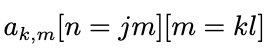 a_{k,m}[n = jm][m = kl]